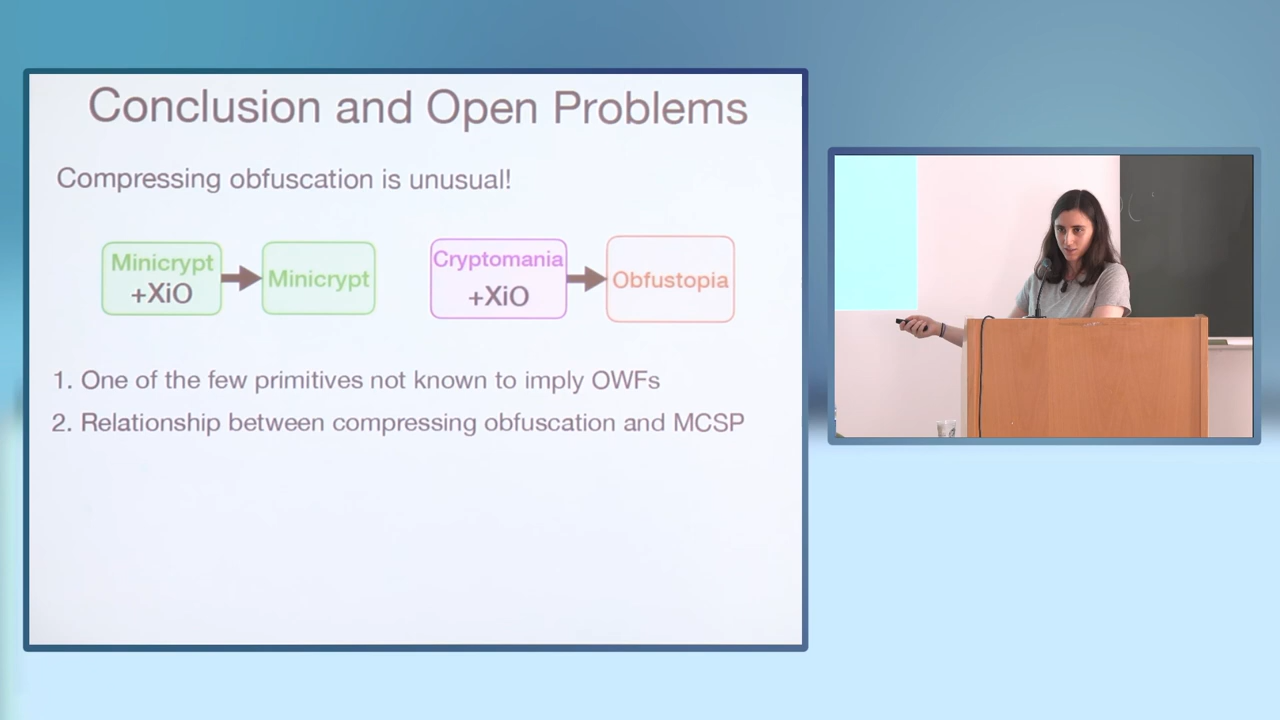 Conclusion and Open Problems
Compressing obfuscation is unusual!
Minicrypt
+XiO
Minicrypt
Cryptomania
+XiO
Obfustopia
1. One of the few primitives not known to imply OWFs
2. Relationship between compressing obfuscation and MCSP